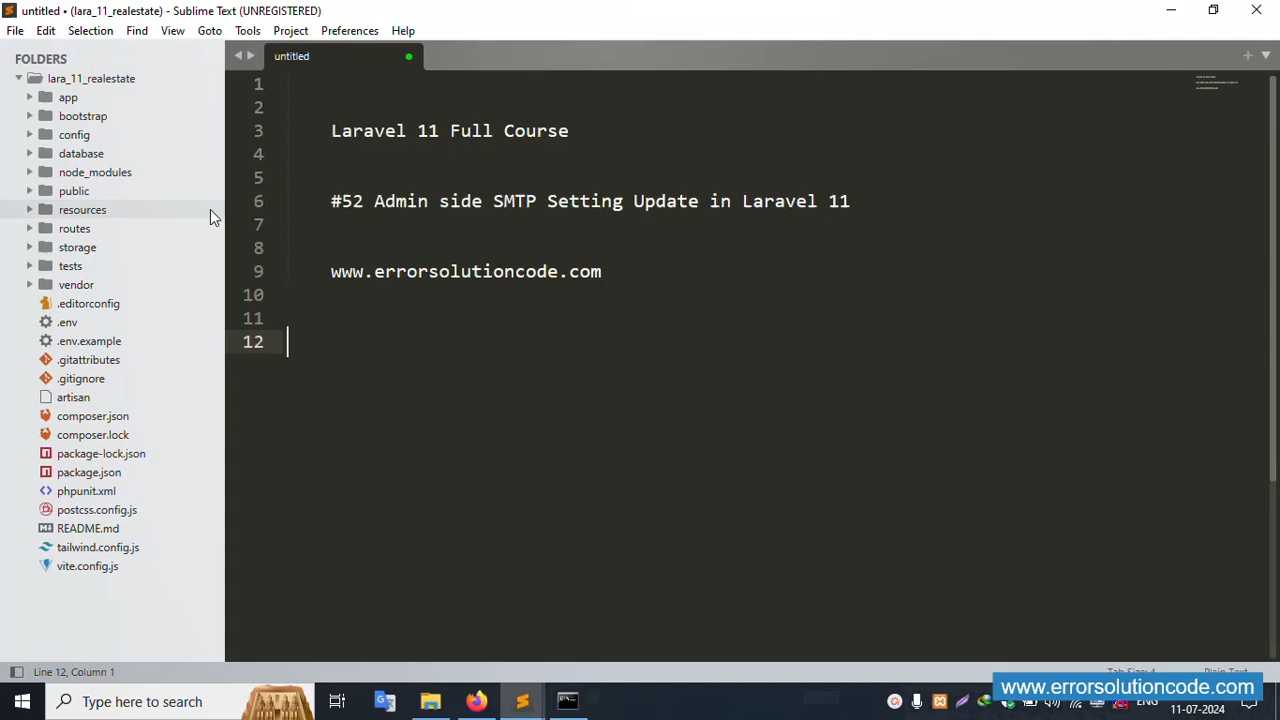 untitled • (lara_11_realestate) - Sublime Text (UNREGISTERED)
File Edit Selection Find View Goto Tools Project Preferences Help
FOLDERS
lara_11_realestate
app
bootstrap
config
database
node_modules
public
resources
routes
storage
tests
vendor
.editorconfig
.env
.env.example
.gitattributes
.gitignore
artisan
composer.json
composer.lock
package-lock.json
package.json
phpunit.xml
postcss.config.js
README.md
tailwind.config.js
vite.config.js
untitled
1
2
3 Laravel 11 Full Course
4
5
6 #52 Admin side SMTP Setting Update in Laravel 11
7
8
9 www.errorsolutioncode.com
10
11
12
Line 12, Column 1
Type here to search
www.errorsolutioncode.com
ENG
11-07-2024